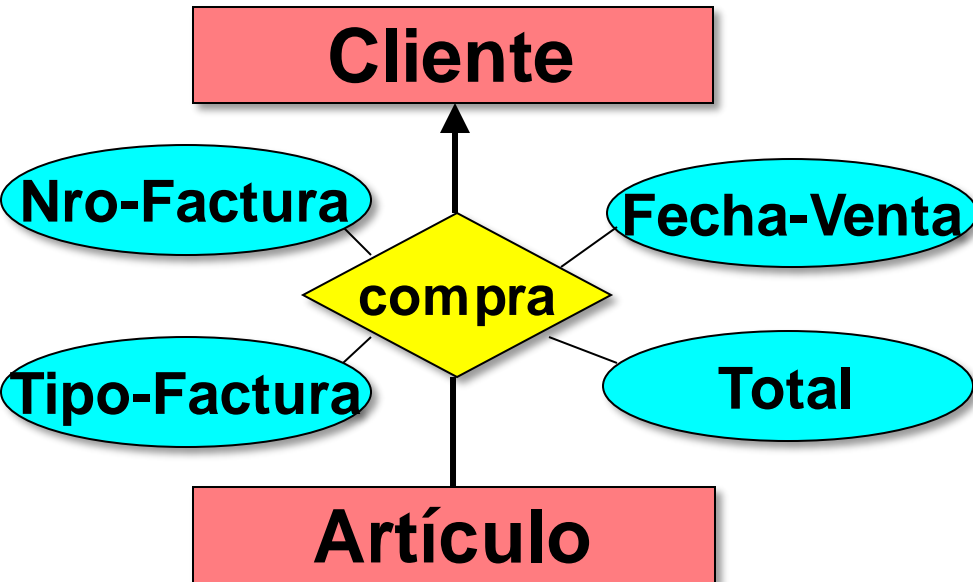 Cliente
Nro-Factura
Fecha-Venta
compra
Tipo-Factura
Total
Artículo